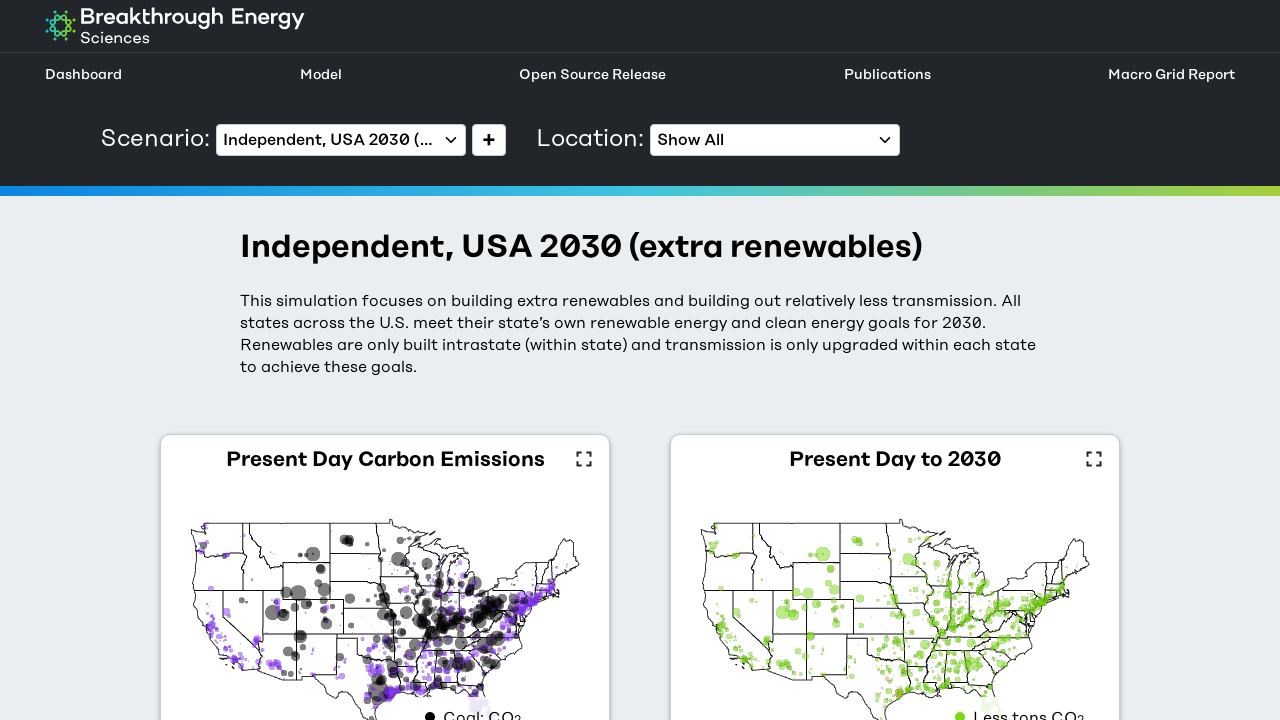 Breakthrough Energy
Sciences
Dashboard
Model
Open Source Release
Publications
Macro Grid Report
Scenario:
Independent, USA 2030 (...
+
Location:
Show All
Independent, USA 2030 (extra renewables)
This simulation focuses on building extra renewables and building out relatively less transmission. All
states across the U.S. meet their state’s own renewable energy and clean energy goals for 2030.
Renewables are only built intrastate (within state) and transmission is only upgraded within each state
to achieve these goals.
Present Day Carbon Emissions
Present Day to 2030
Coal: CO₂
Less tons CO₂